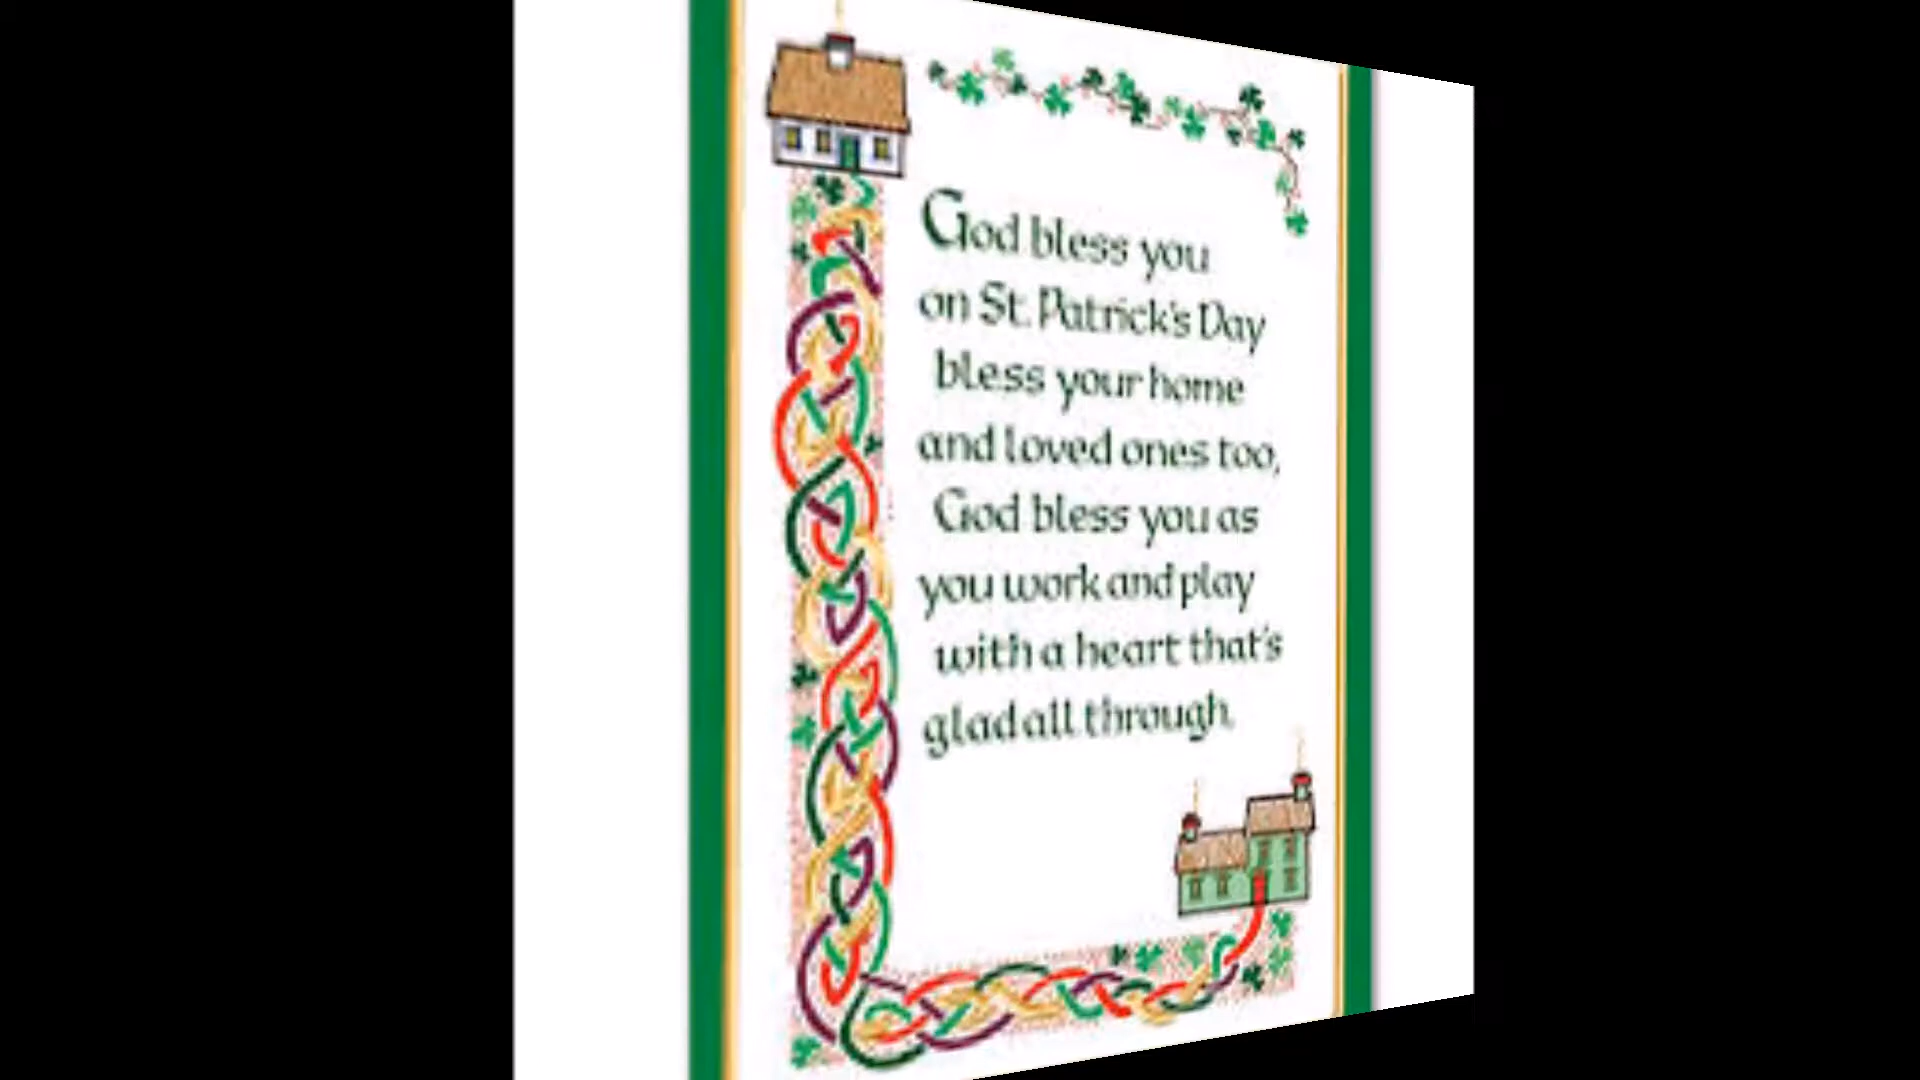 God bless you
on St. Patrick's Day
bless your home
and loved ones too,
God bless you as
you work and play
with a heart that's
glad all through.